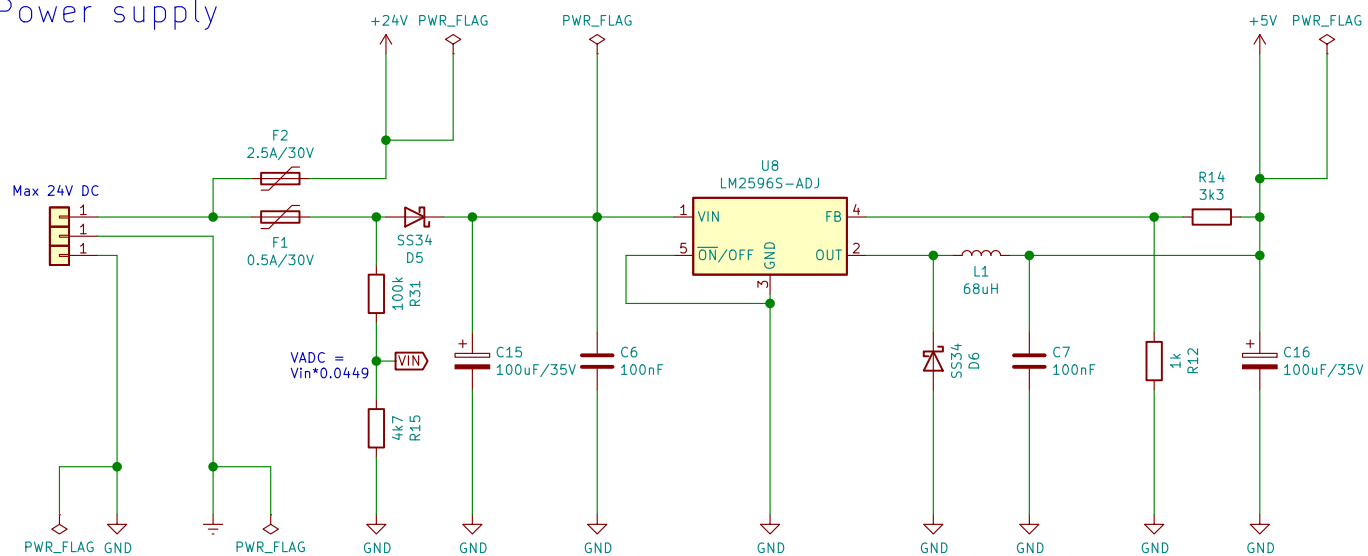 Power supply
+24V PWR_FLAG
PWR_FLAG
+5V PWR_FLAG
F2
2.5A/30V
Max 24V DC
1
1
1
F1
0.5A/30V
SS34
D5
100k
R31
VADC =
Vin*0.0449
VIN
4k7
R15
C15
100uF/35V
C6
100nF
U8
LM2596S-ADJ
1
VIN
5
ON/OFF
GND
3
FB
4
OUT
2
L1
68uH
SS34
D6
C7
100nF
R14
3k3
1k
R12
C16
100uF/35V
PWR_FLAG
GND
PWR_FLAG
GND
GND
GND
GND
GND
GND
GND
GND